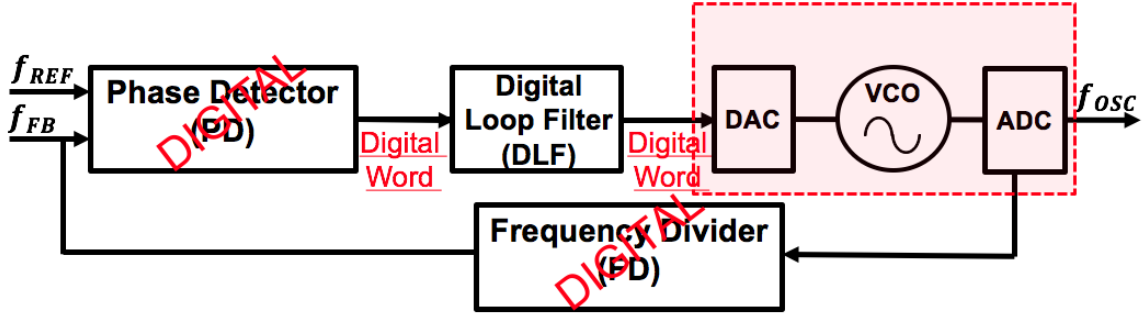 f_REF
f_FB
Phase Detector
(PD)
DIGITAL
Digital
Word
Digital
Loop Filter
(DLF)
Digital
Word
DAC
VCO
ADC
f_OSC
Frequency Divider
(FD)
DIGITAL